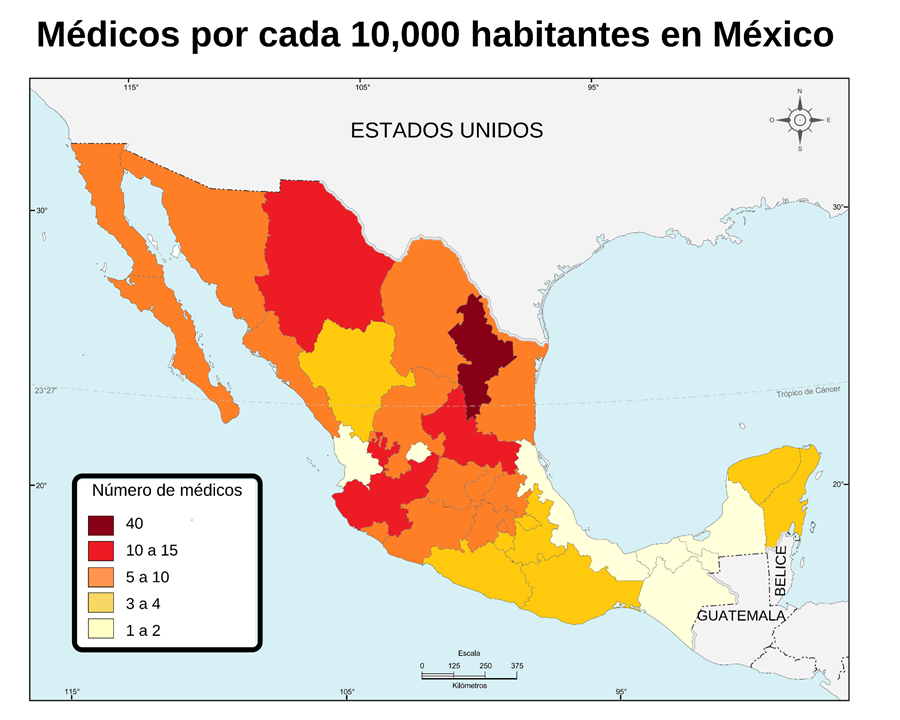 Médicos por cada 10,000 habitantes en México
115°
105°
95°
ESTADOS UNIDOS
N
O
E
S
30°
30°
23°27'
Trópico de Cáncer
20°
20°
Número de médicos
40
10 a 15
5 a 10
3 a 4
1 a 2
BELICE
GUATEMALA
Escala
0 125 250 375
Kilómetros
115°
105°
95°